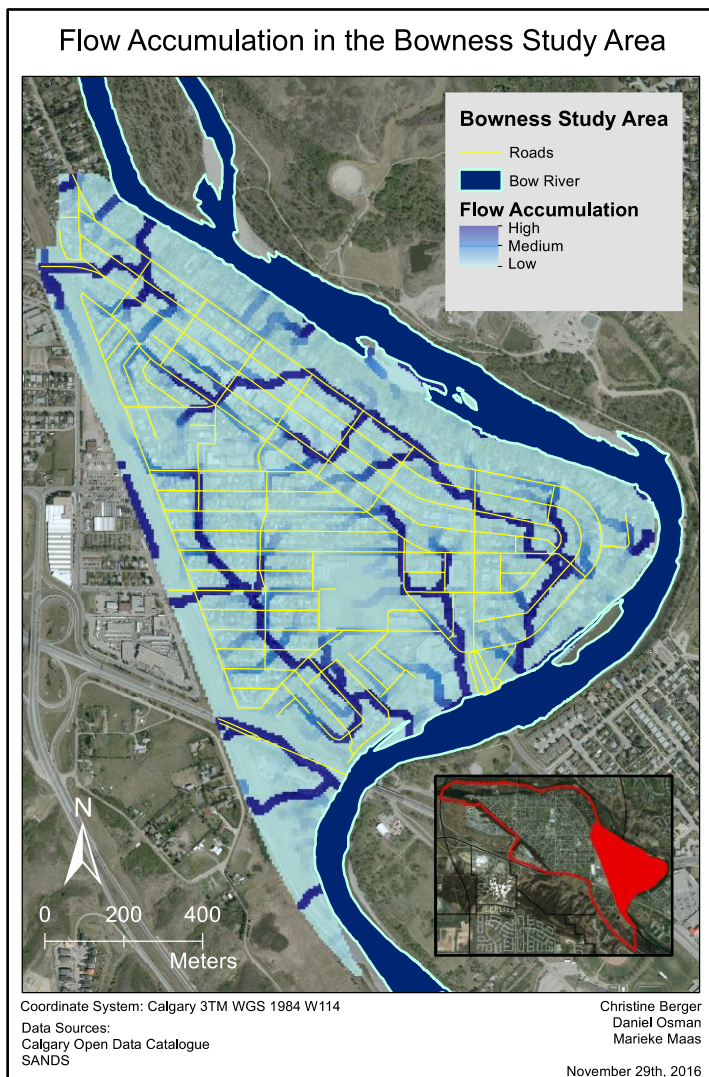 Flow Accumulation in the Bowness Study Area
Bowness Study Area
Roads
Bow River
Flow Accumulation
High
Medium
Low
N
0 200 400
Meters
Coordinate System: Calgary 3TM WGS 1984 W114
Data Sources:
Calgary Open Data Catalogue
SANDS
Christine Berger
Daniel Osman
Marieke Maas
November 29th, 2016